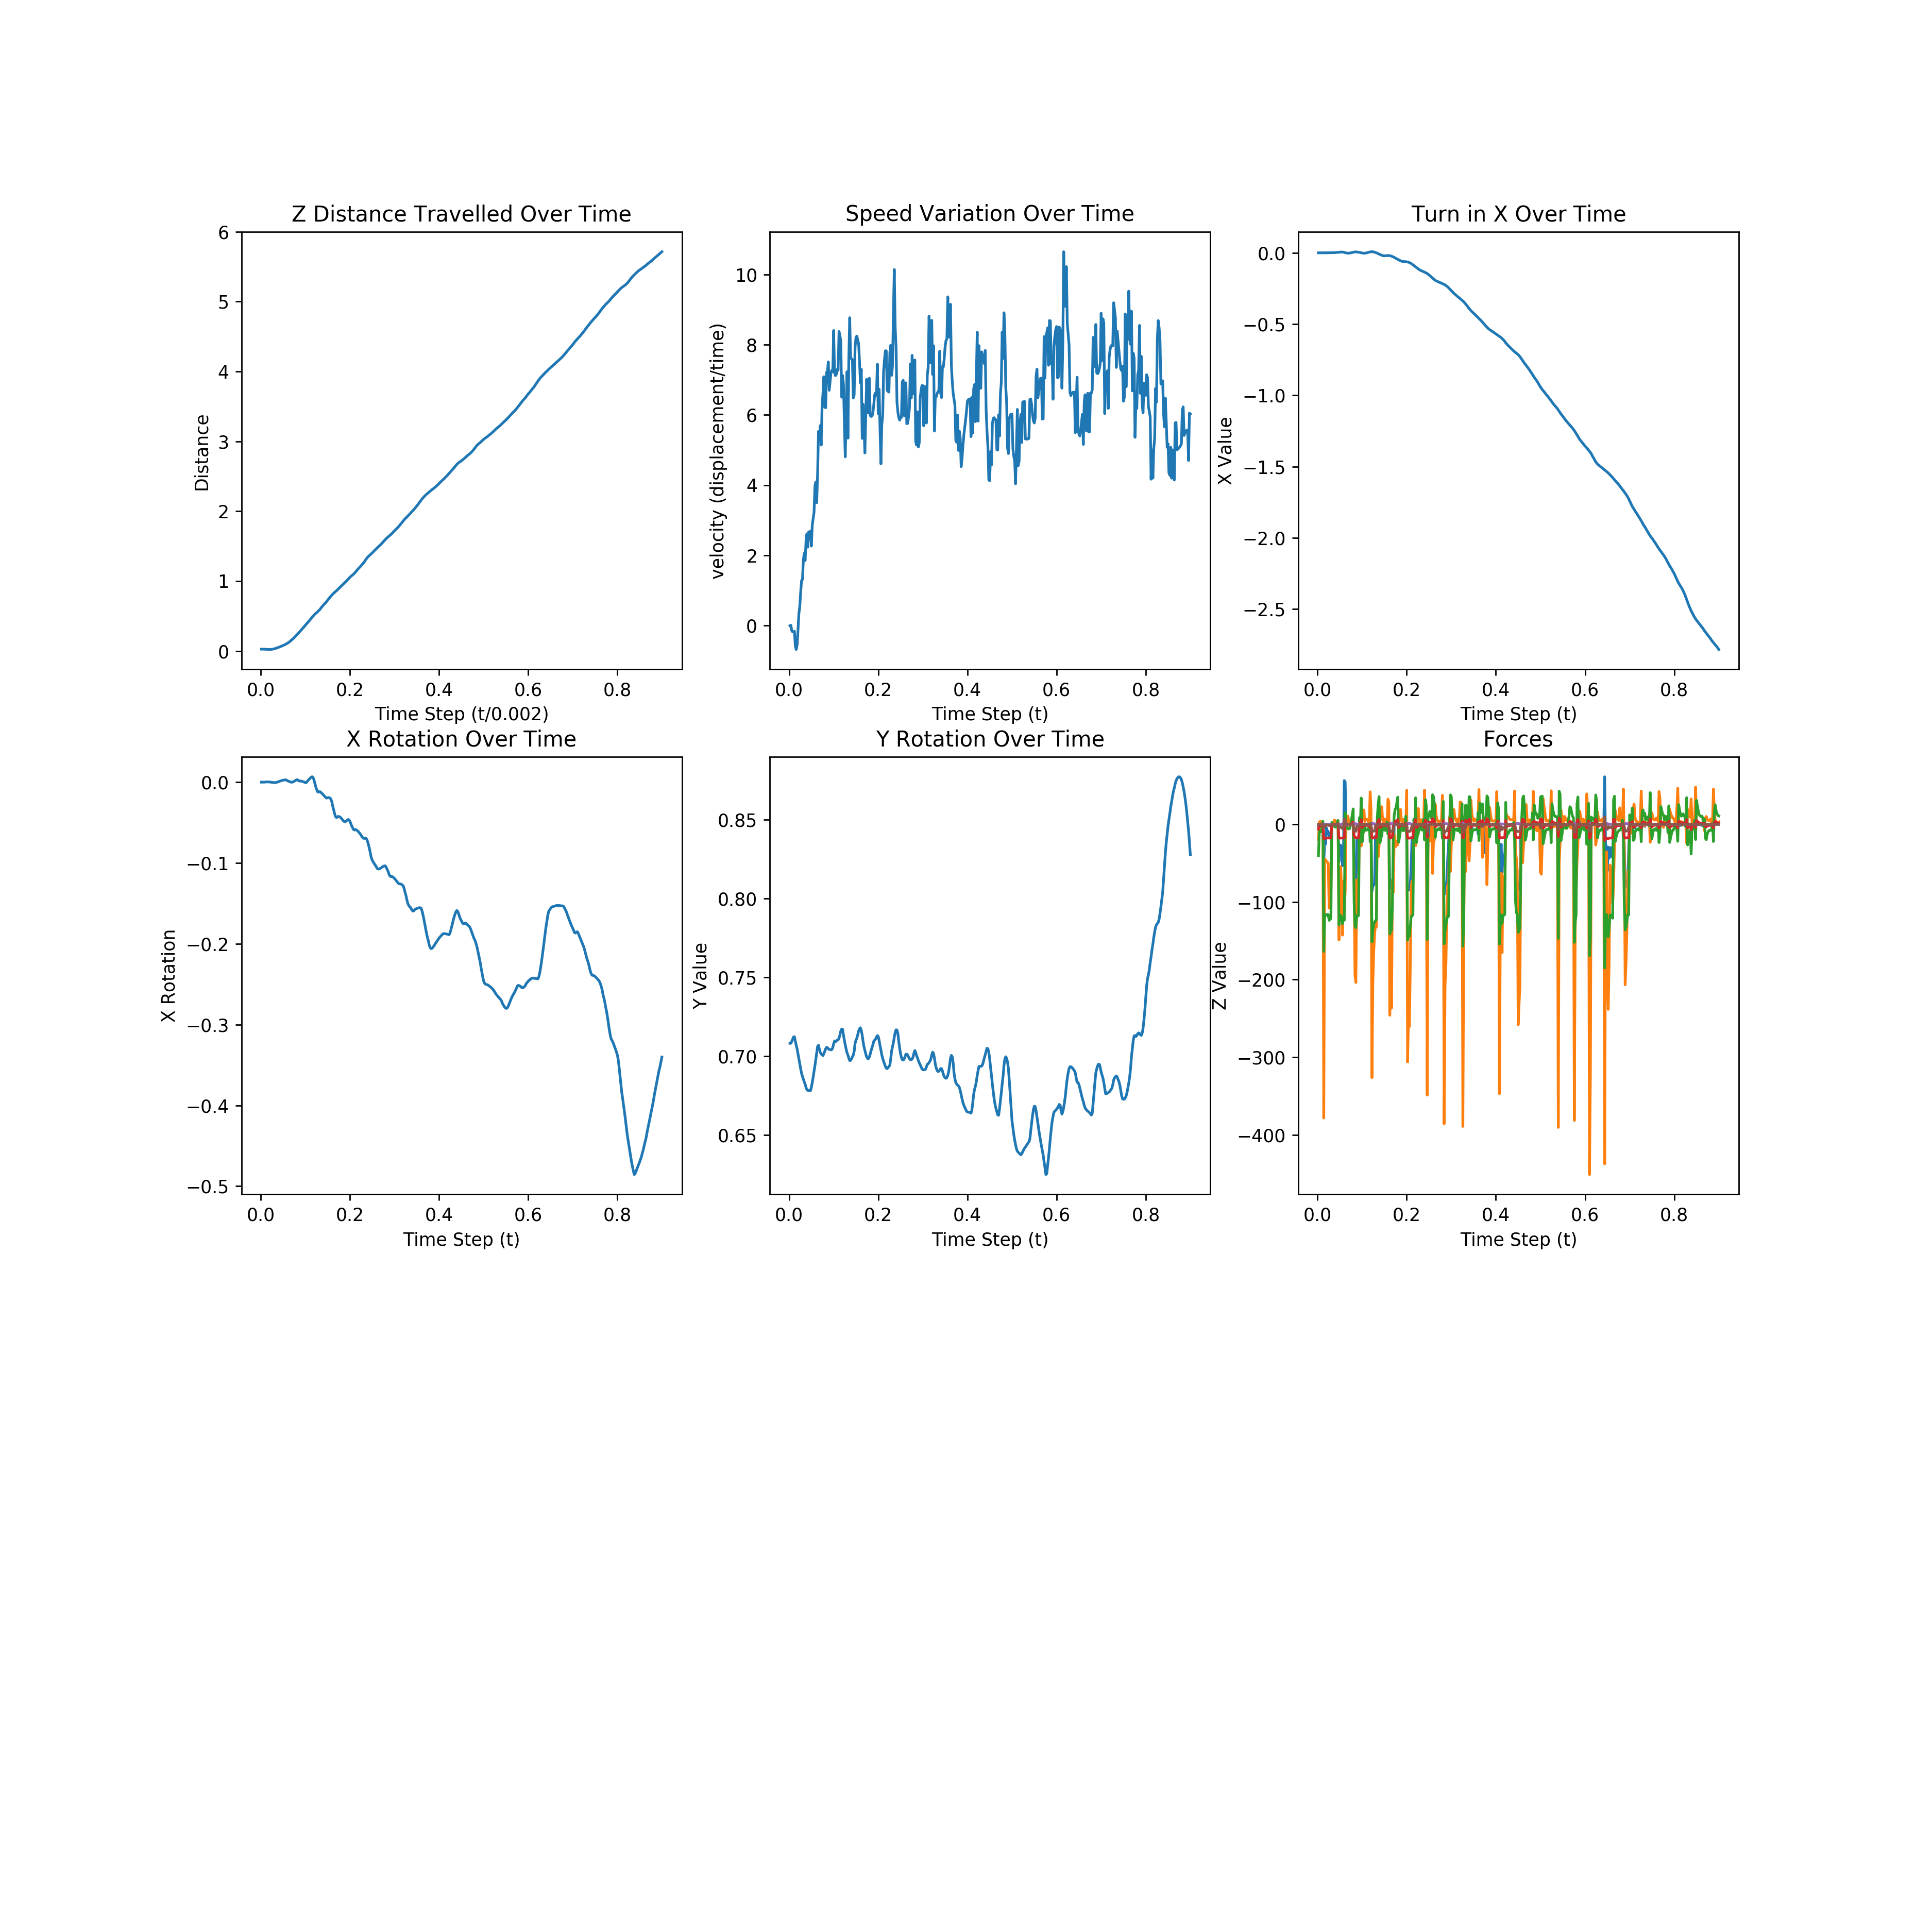 Z Distance Travelled Over Time
Distance
6
5
4
3
2
1
0
0.0 0.2 0.4 0.6 0.8
Time Step (t/0.002)
Speed Variation Over Time
velocity (displacement/time)
10
8
6
4
2
0
0.0 0.2 0.4 0.6 0.8
Time Step (t)
Turn in X Over Time
X Value
0.0
−0.5
−1.0
−1.5
−2.0
−2.5
0.0 0.2 0.4 0.6 0.8
Time Step (t)
X Rotation Over Time
X Rotation
0.0
−0.1
−0.2
−0.3
−0.4
−0.5
0.0 0.2 0.4 0.6 0.8
Time Step (t)
Y Rotation Over Time
Y Value
0.85
0.80
0.75
0.70
0.65
0.0 0.2 0.4 0.6 0.8
Time Step (t)
Forces
Z Value
0
−100
−200
−300
−400
0.0 0.2 0.4 0.6 0.8
Time Step (t)